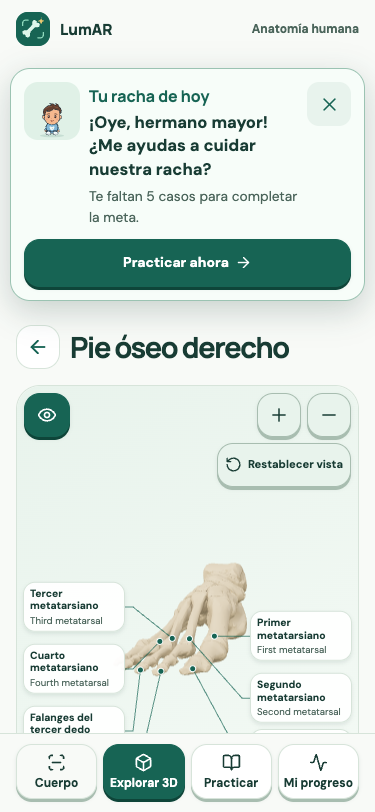 LumAR
Anatomía humana
Tu racha de hoy
¡Oye, hermano mayor!
¿Me ayudas a cuidar
nuestra racha?
Te faltan 5 casos para completar
la meta.
Practicar ahora →
Pie óseo derecho
Restablecer vista
Tercer
metatarsiano
Third metatarsal
Primer
metatarsiano
First metatarsal
Cuarto
metatarsiano
Fourth metatarsal
Segundo
metatarsiano
Second metatarsal
Falanges del
tercer dedo
Cuerpo
Explorar 3D
Practicar
Mi progreso